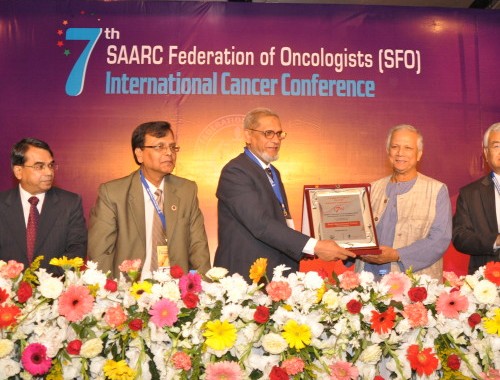 7th
SAARC Federation of Oncologists (SFO)
International Cancer Conference